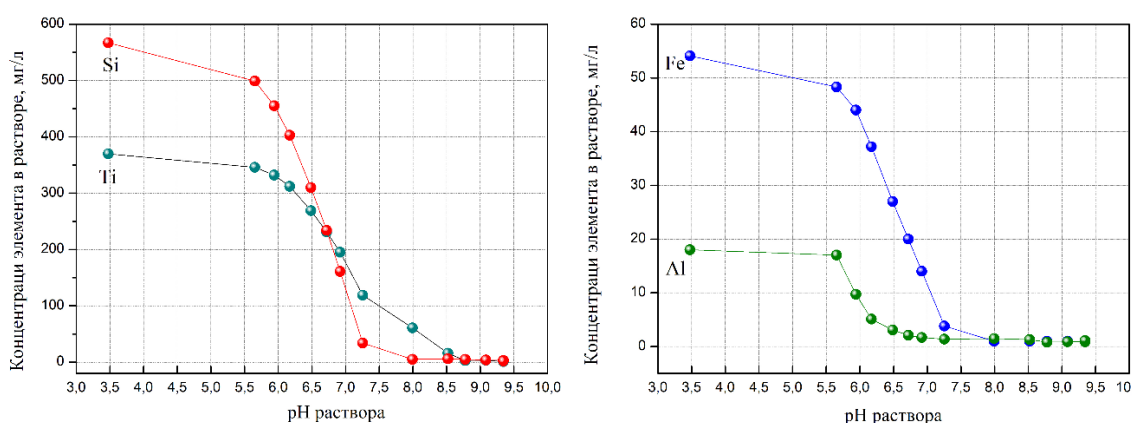 Концентраци элемента в растворе, мг/л
600
500
400
300
200
100
0
Si
Ti
3,0 3,5 4,0 4,5 5,0 5,5 6,0 6,5 7,0 7,5 8,0 8,5 9,0 9,5 10,0
pH раствора
Концентраци элемента в растворе, мг/л
60
50
40
30
20
10
0
Fe
Al
3,0 3,5 4,0 4,5 5,0 5,5 6,0 6,5 7,0 7,5 8,0 8,5 9,0 9,5 10
pH раствора